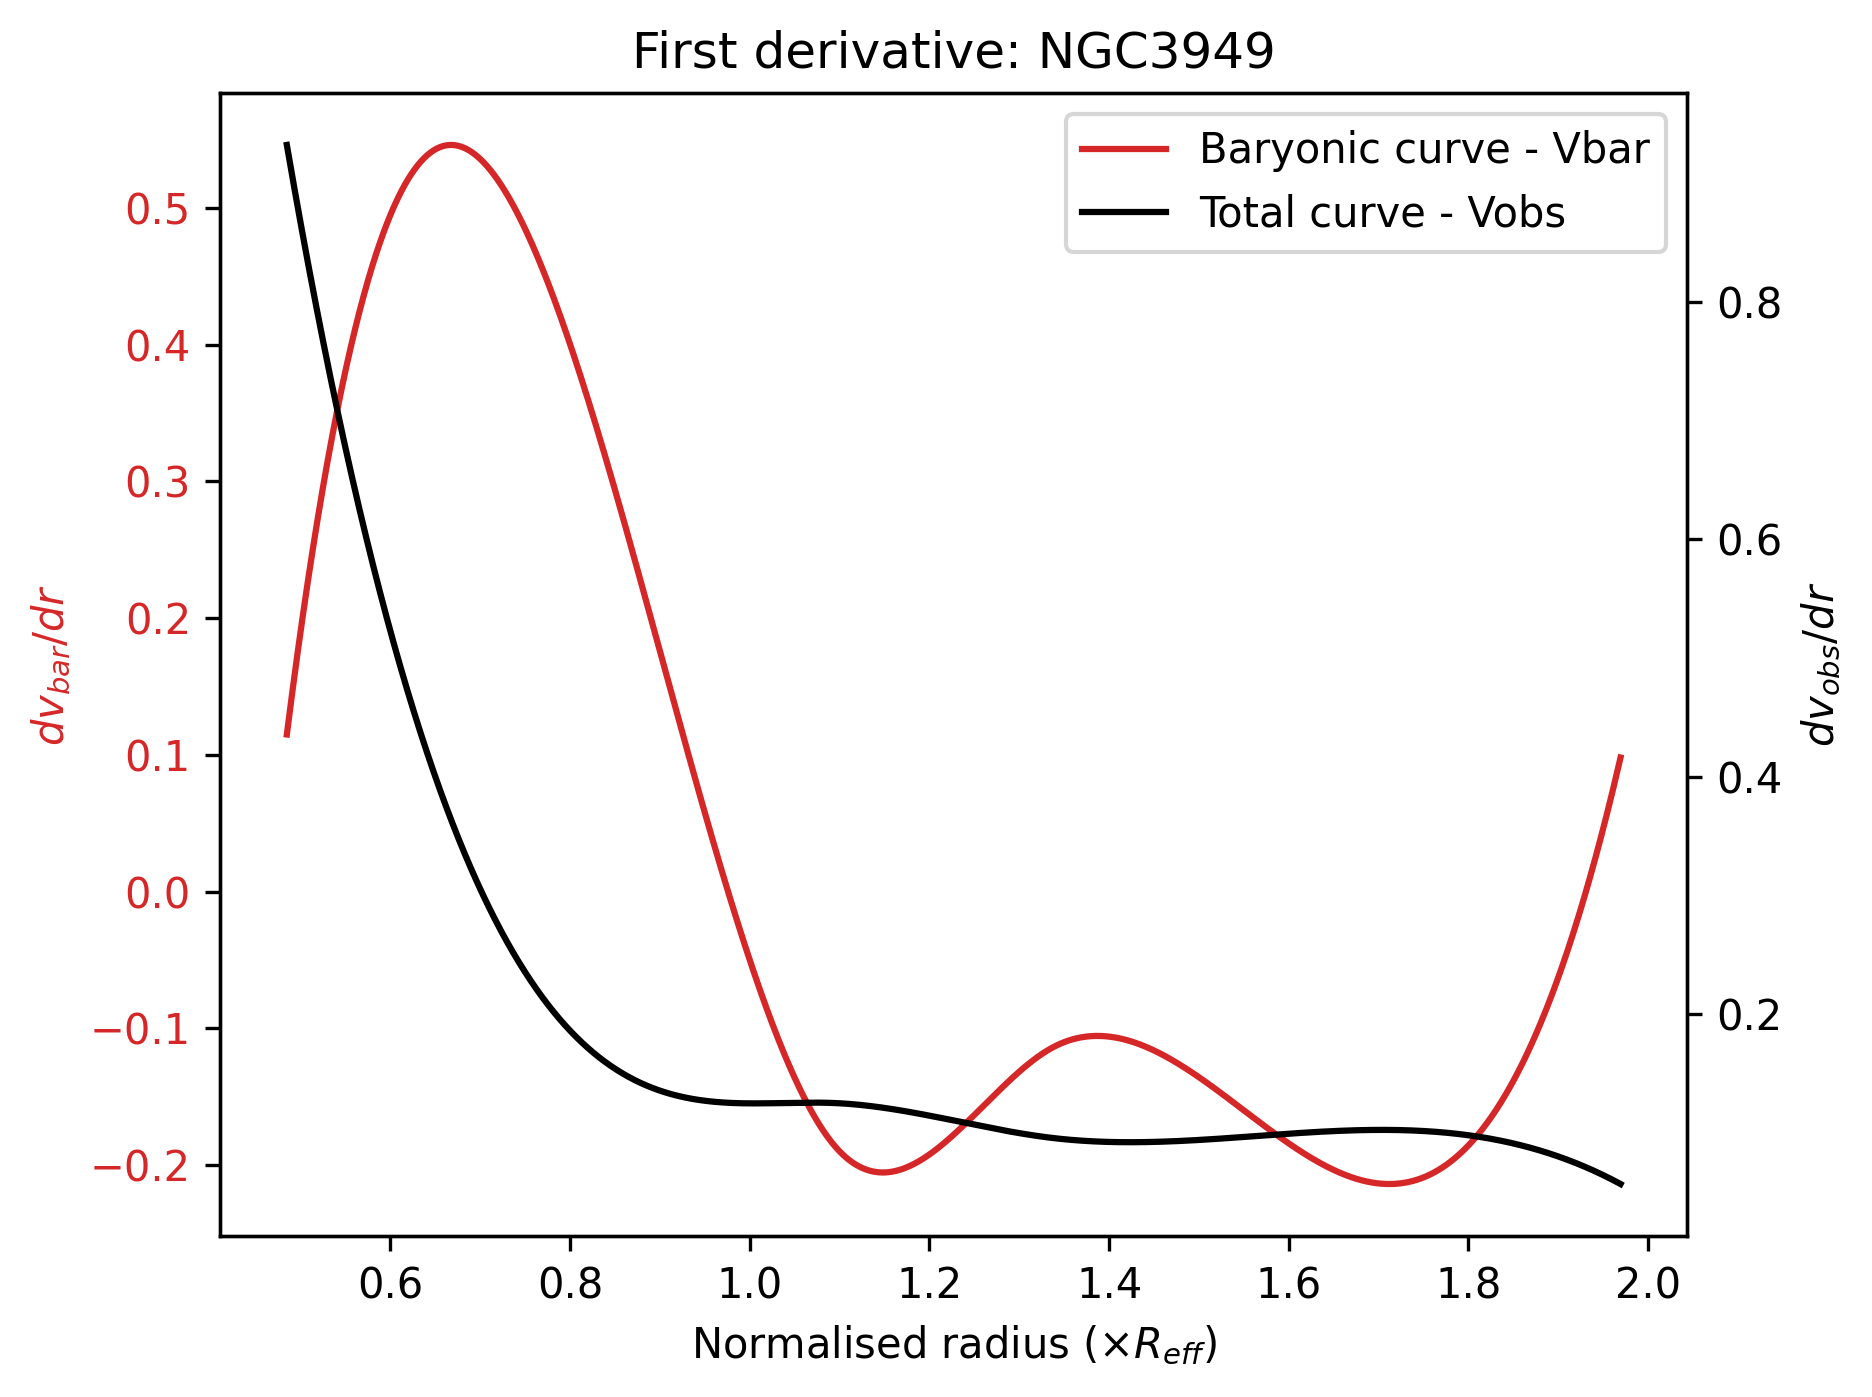 First derivative: NGC3949
Baryonic curve - Vbar
Total curve - Vobs
0.5
0.4
0.3
0.2
0.1
0.0
−0.1
−0.2
dv_bar/dr
0.8
0.6
0.4
0.2
dv_obs/dr
0.6 0.8 1.0 1.2 1.4 1.6 1.8 2.0
Normalised radius (×R_eff)